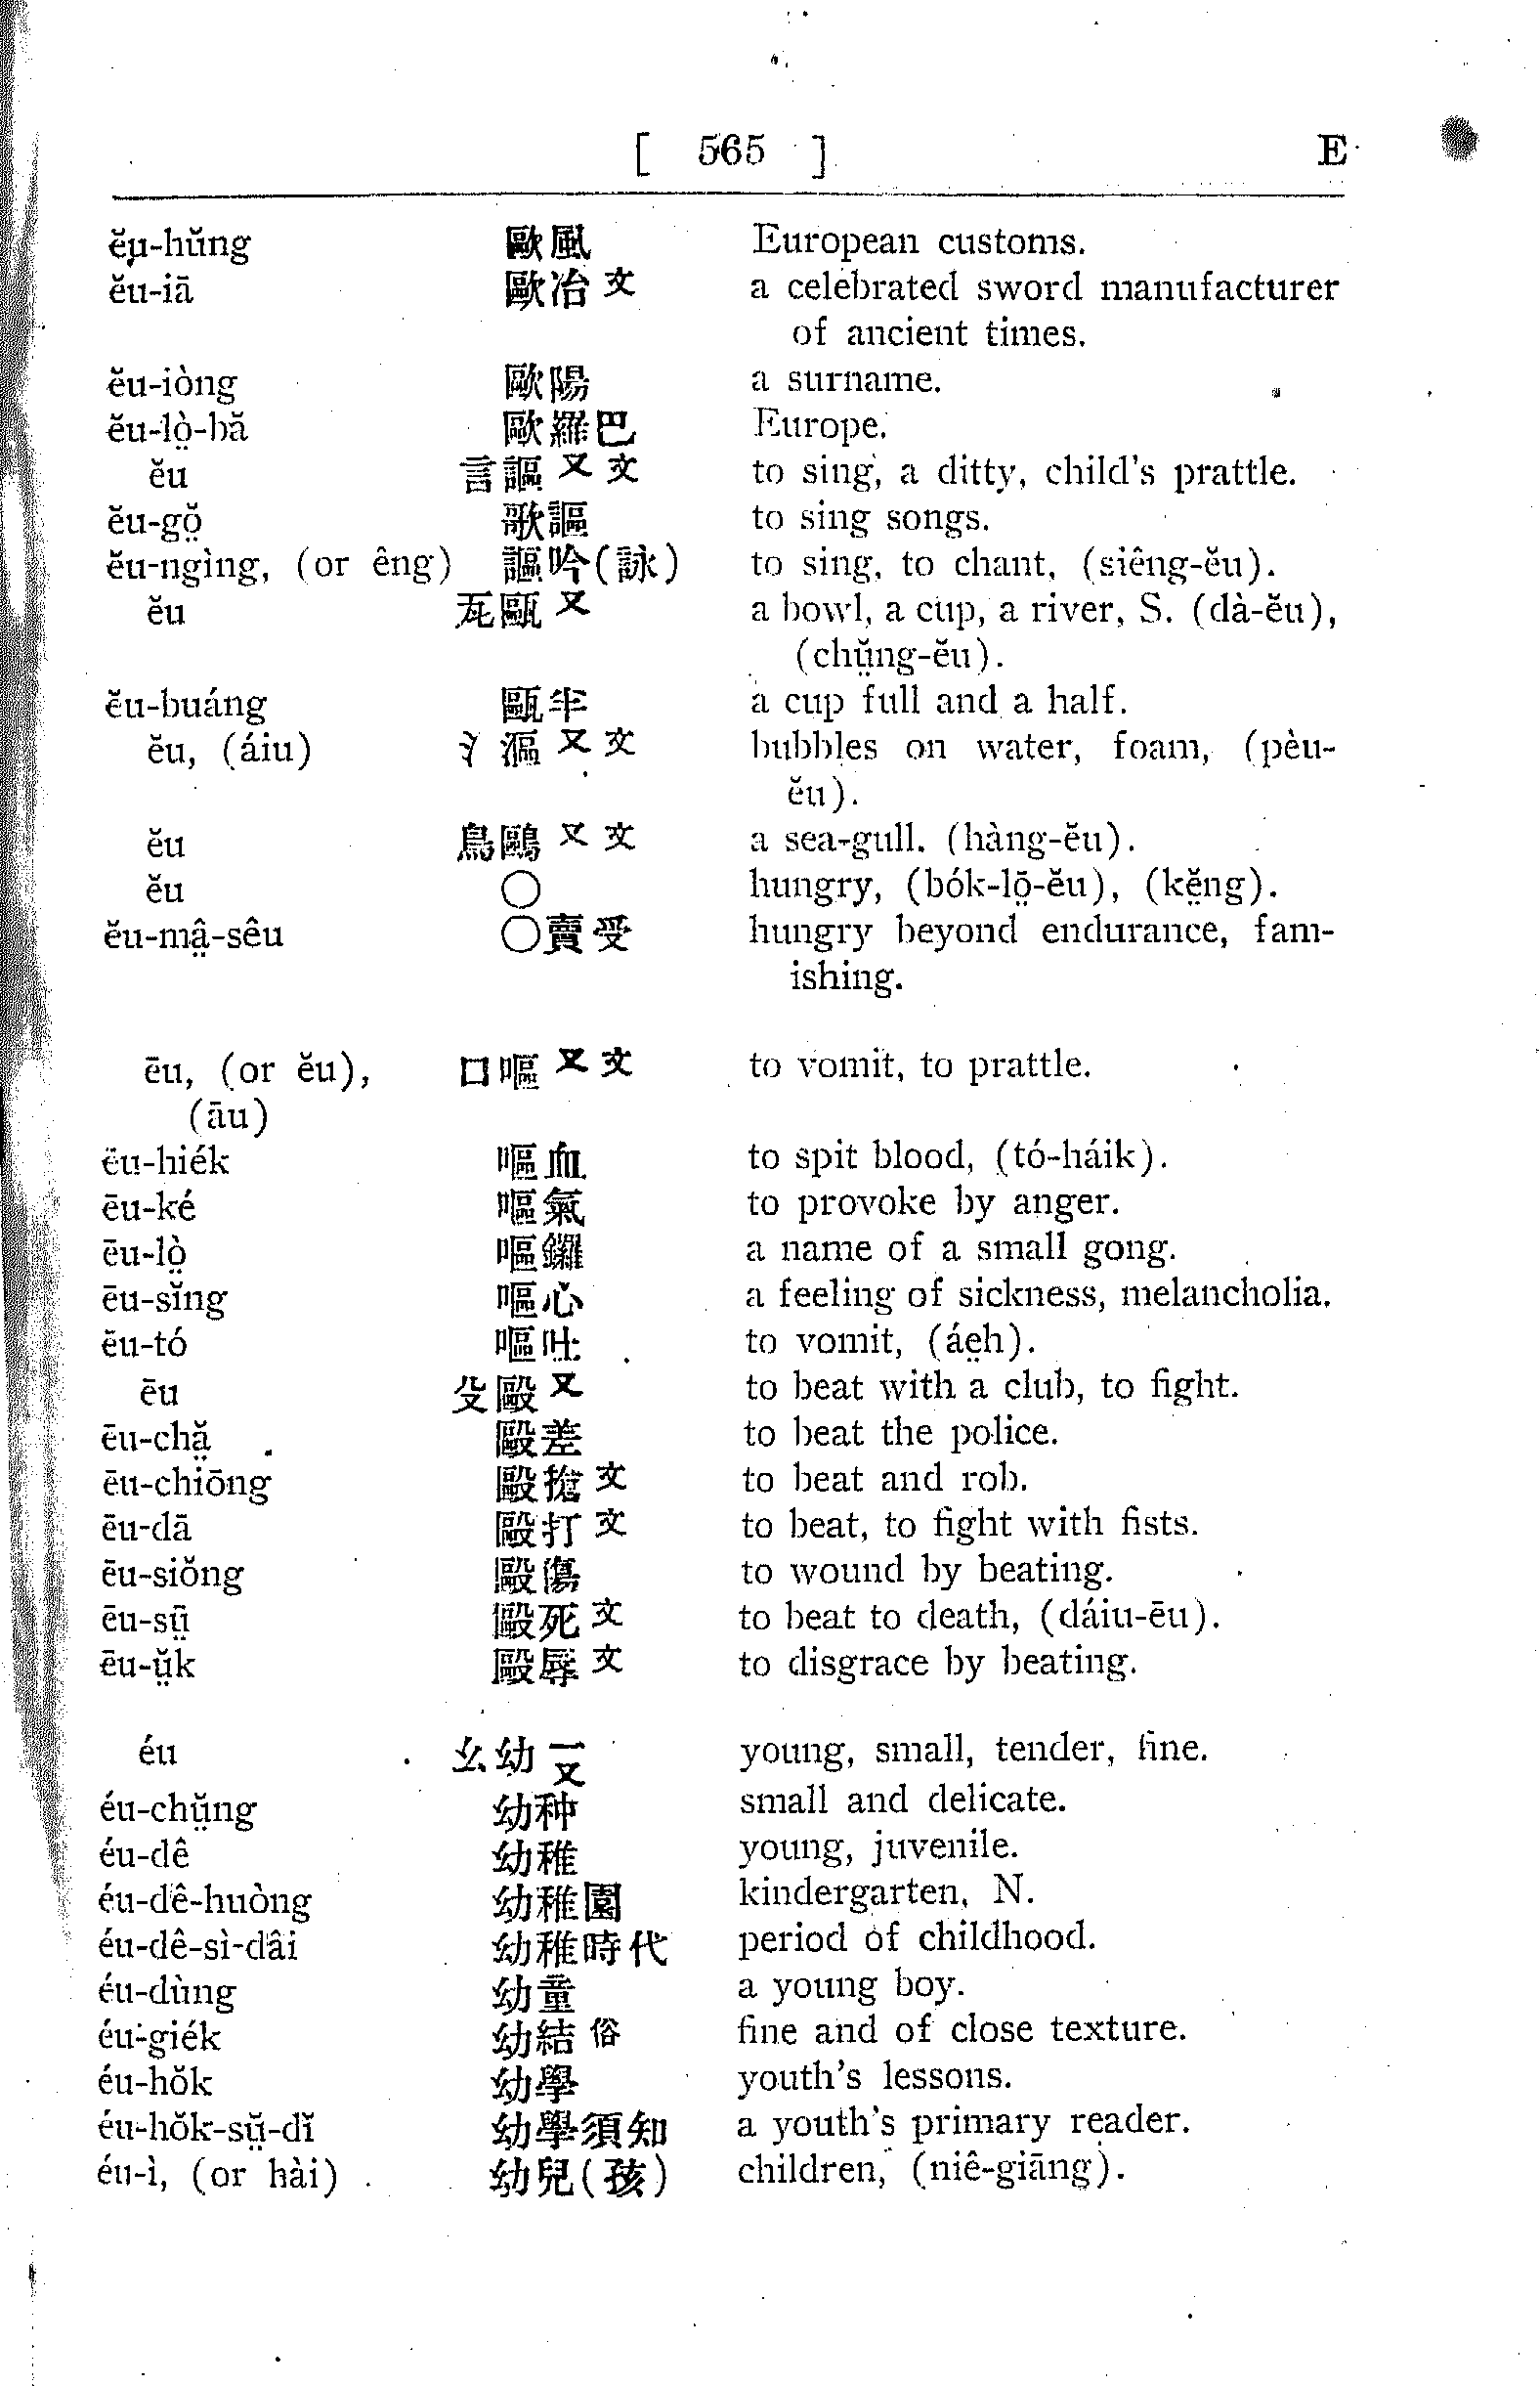 [ 565 ] E
ĕu-hŭng 歐風 European customs.
ĕu-iā 歐冶文 a celebrated sword manufacturer
of ancient times.
ĕu-iòng 歐陽 a surname.
ĕu-lò̤-bă 歐羅巴 Europe.
ĕu 言謳又文 to sing, a ditty, child's prattle.
ĕu-gŏ̤ 歌謳 to sing songs.
ĕu-ngìng, (or êng) 謳吟(詠) to sing, to chant, (siêng-ĕu).
ĕu 瓦甌又 a bowl, a cup, a river, S. (dà-ĕu),
(chṳ̆ng-ĕu).
ĕu-buáng 甌半 a cup full and a half.
ĕu, (áiu) 氵漚又文 bubbles on water, foam, (pèu-
ĕu).
ĕu 鳥鷗又文 a sea-gull. (hàng-ĕu).
ĕu 〇 hungry, (bók-lō̤-ĕu), (kĕ̤ng).
ĕu-mâ̤-sêu 〇賣受 hungry beyond endurance, fam-
ishing.
ēu, (or ĕu), 口嘔又文 to vomit, to prattle.
(āu)
ēu-hiék 嘔血 to spit blood, (tó-háik).
ēu-ké 嘔氣 to provoke by anger.
ēu-lò̤ 嘔鑼 a name of a small gong.
ēu-sĭng 嘔心 a feeling of sickness, melancholia.
ēu-tó 嘔吐 to vomit, (áe̤h).
ēu 殳毆又 to beat with a club, to fight.
ēu-chă̤ 毆差 to beat the police.
ēu-chiōng 毆搶文 to beat and rob.
ēu-dā 毆打文 to beat, to fight with fists.
ēu-siŏng 毆傷 to wound by beating.
ēu-sṳ̄ 毆死文 to beat to death, (dáiu-ēu).
ēu-ṳ̆k 毆辱文 to disgrace by beating.
éu 幺幼一又 young, small, tender, fine.
éu-chṳ̆ng 幼种 small and delicate.
éu-dê 幼稚 young, juvenile.
éu-dê-huòng 幼稚園 kindergarten, N.
éu-dê-sì-dâi 幼稚時代 period of childhood.
éu-dùng 幼童 a young boy.
éu-giék 幼結俗 fine and of close texture.
éu-hŏk 幼學 youth's lessons.
éu-hŏk-sṳ̆-dĭ 幼學須知 a youth's primary reader.
éu-ì, (or hài) 幼兒(孩) children, (niê-giāng).